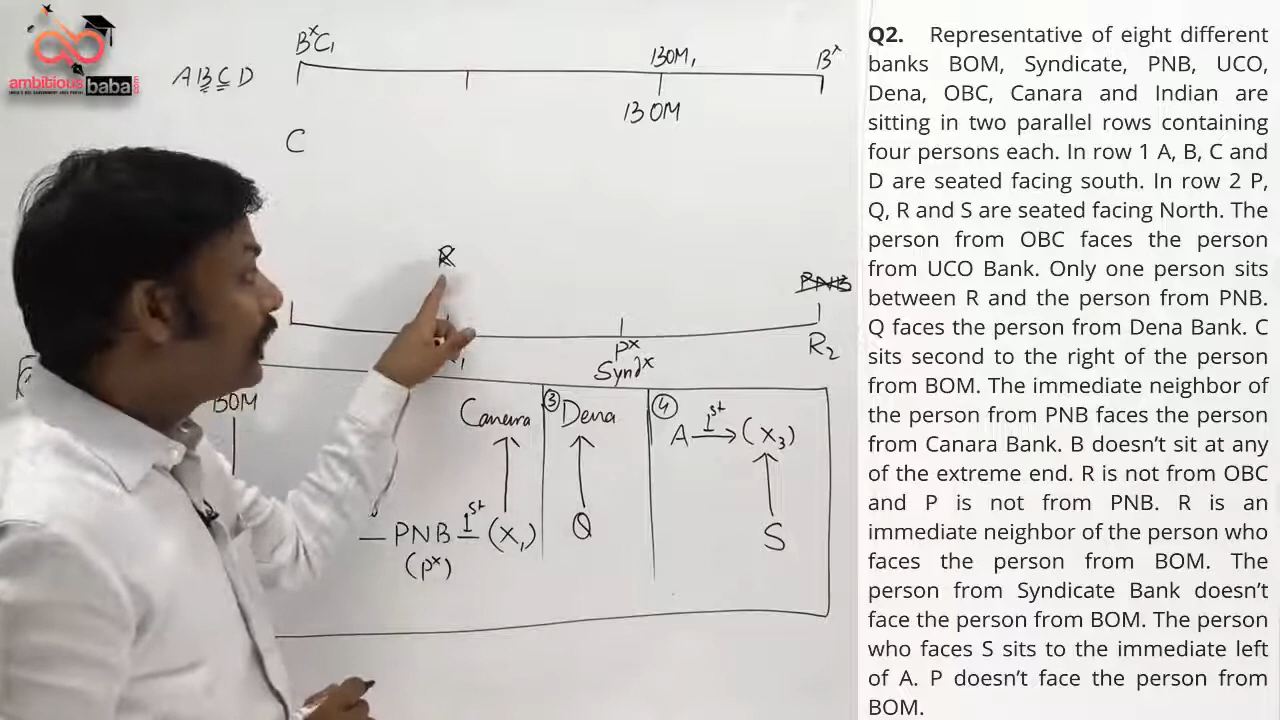 BˣC₁
BOM₁
Bˣ
ambitious
baba.com
A B C D
BOM
C
R
PNB
R₂
Pˣ
Syndˣ
BOM
Canara
③ Dena
④
A 1st → (X₃)
PNB 1st (X₁)
(Pˣ)
Q
S
Q2. Representative of eight different
banks BOM, Syndicate, PNB, UCO,
Dena, OBC, Canara and Indian are
sitting in two parallel rows containing
four persons each. In row 1 A, B, C and
D are seated facing south. In row 2 P,
Q, R and S are seated facing North. The
person from OBC faces the person
from UCO Bank. Only one person sits
between R and the person from PNB.
Q faces the person from Dena Bank. C
sits second to the right of the person
from BOM. The immediate neighbor of
the person from PNB faces the person
from Canara Bank. B doesn't sit at any
of the extreme end. R is not from OBC
and P is not from PNB. R is an
immediate neighbor of the person who
faces the person from BOM. The
person from Syndicate Bank doesn't
face the person from BOM. The person
who faces S sits to the immediate left
of A. P doesn't face the person from
BOM.